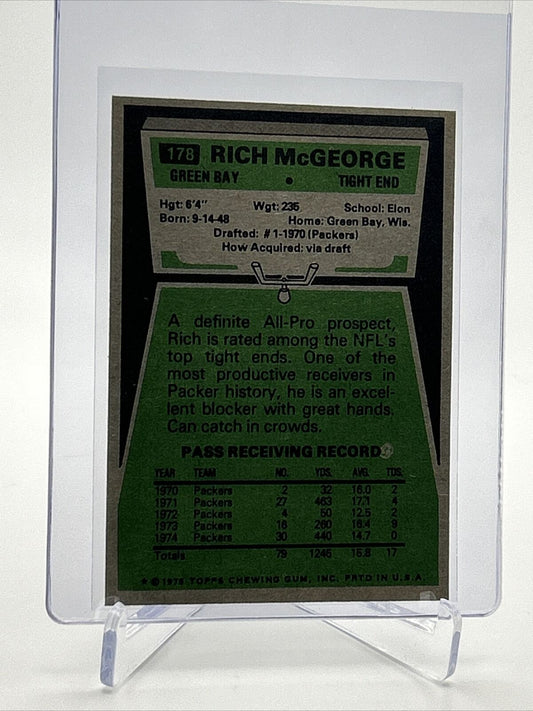 178 RICH McGEORGE
GREEN BAY • TIGHT END
Hgt: 6'4" Wgt: 235 School: Elon
Born: 9-14-48 Home: Green Bay, Wis.
Drafted: #1-1970 (Packers)
How Acquired: via draft
A definite All-Pro prospect,
Rich is rated among the NFL's
top tight ends. One of the
most productive receivers in
Packer history, he is an excel-
lent blocker with great hands.
Can catch in crowds.
PASS RECEIVING RECORD
YEAR TEAM NO. YDS. AVG. TDS.
1970 Packers 2 32 16.0 2
1971 Packers 27 463 17.1 4
1972 Packers 4 50 12.5 2
1973 Packers 16 260 16.4 9
1974 Packers 30 440 14.7 0
Totals 79 1245 15.8 17
* © 1975 TOPPS CHEWING GUM, INC. PRTD IN U.S.A.